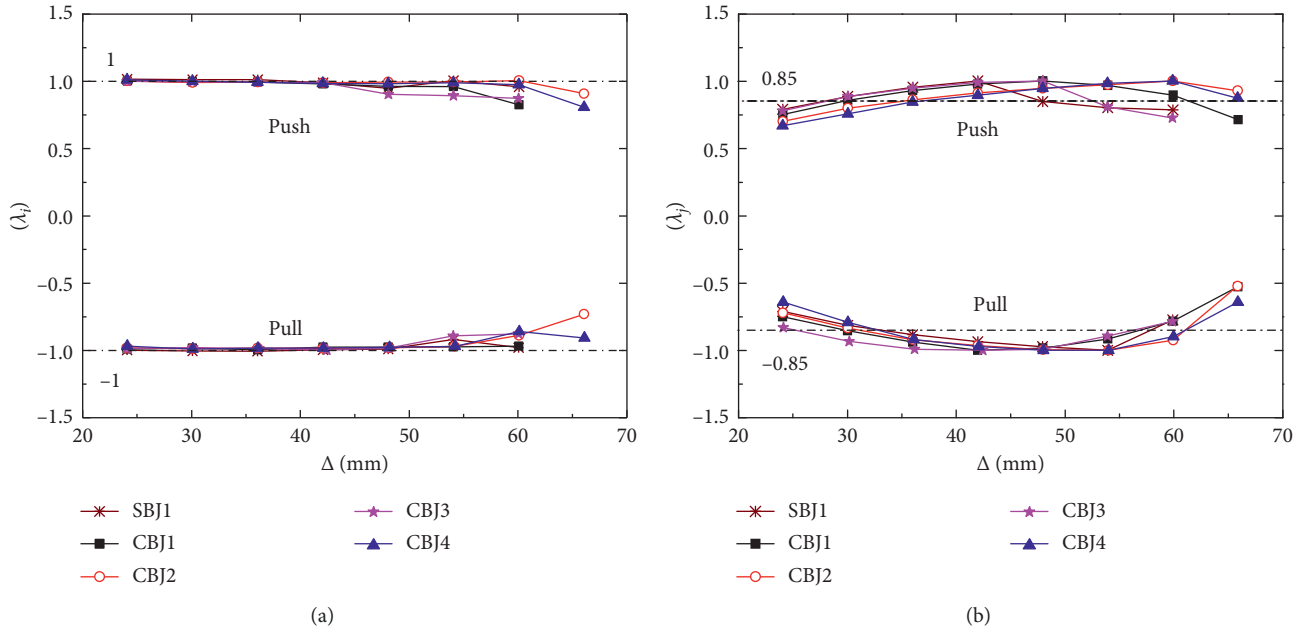 1.5
1
1.0
Push
0.5
(λi)
0.0
−0.5
Pull
−1.0
−1
−1.5
20 30 40 50 60 70
Δ (mm)
SBJ1 CBJ3
CBJ1 CBJ4
CBJ2
(a)
1.5
0.85
1.0
Push
0.5
(λj)
0.0
−0.5
Pull
−1.0
−0.85
−1.5
20 30 40 50 60 70
Δ (mm)
SBJ1 CBJ3
CBJ1 CBJ4
CBJ2
(b)